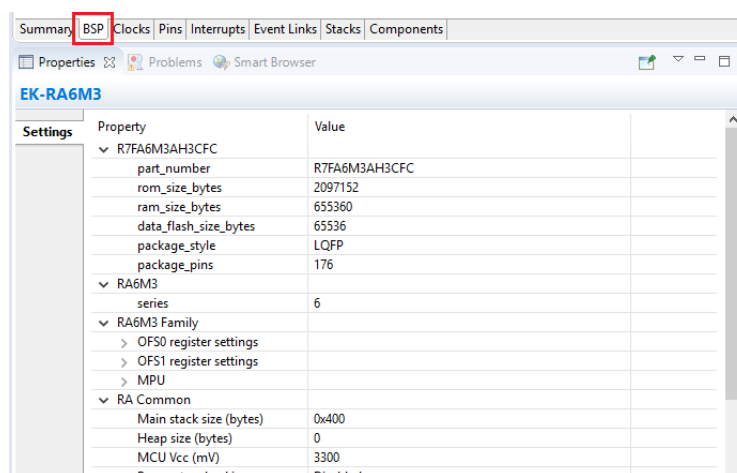 Summary BSP Clocks Pins Interrupts Event Links Stacks Components
Properties Problems Smart Browser
EK-RA6M3
Settings
Property Value
R7FA6M3AH3CFC
part_number R7FA6M3AH3CFC
rom_size_bytes 2097152
ram_size_bytes 655360
data_flash_size_bytes 65536
package_style LQFP
package_pins 176
RA6M3
series 6
RA6M3 Family
OFS0 register settings
OFS1 register settings
MPU
RA Common
Main stack size (bytes) 0x400
Heap size (bytes) 0
MCU Vcc (mV) 3300